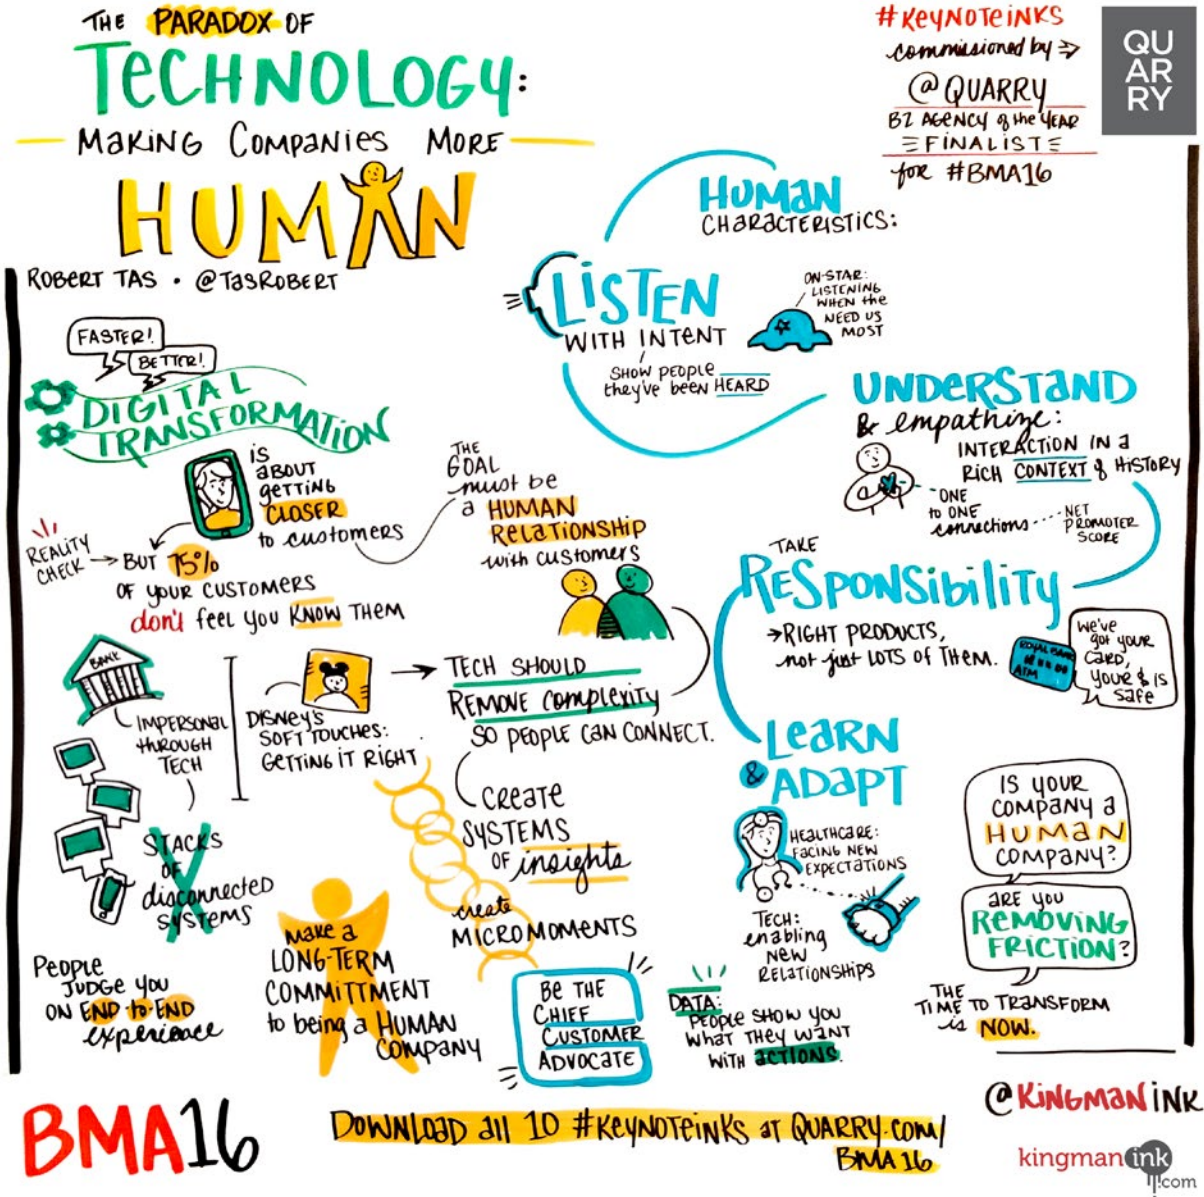 THE PARADOX OF
TECHNOLOGY:
MAKING COMPANIES MORE
HUMAN
ROBERT TAS • @TASROBERT
#KEYNOTEINKS
commissioned by
@QUARRY
B2 AGENCY of the YEAR
FINALIST
for #BMA16
QU
AR
RY
FASTER!
BETTER!
DIGITAL
TRANSFORMATION
IS
ABOUT
GETTING
CLOSER
to customers
REALITY
CHECK
BUT 75%
OF YOUR CUSTOMERS
don't feel you KNOW THEM
THE
GOAL
must be
a HUMAN
RELATIONSHIP
with customers
BANK
IMPERSONAL
THROUGH
TECH
STACKS
OF
disconnected
SYSTEMS
DISNEY'S
SOFT TOUCHES:
GETTING IT RIGHT
TECH SHOULD
REMOVE complexity
SO PEOPLE CAN CONNECT.
CREATE
SYSTEMS
OF insights
create
MICROMOMENTS
PEOPLE
JUDGE YOU
ON END-to-END
experience
make a
LONG-TERM
COMMITTMENT
to being a HUMAN
COMPANY
BE THE
CHIEF
CUSTOMER
ADVOCATE
DATA:
PEOPLE SHOW YOU
WHAT THEY WANT
WITH ACTIONS.
HUMAN
CHARACTERISTICS:
LISTEN
WITH INTENT
SHOW PEOPLE
they've been HEARD
ON-STAR:
LISTENING
WHEN the
NEED US
MOST
UNDERSTAND
& empathize:
INTERACTION IN A
RICH CONTEXT & HISTORY
ONE
to ONE
connections
NET
PROMOTER
SCORE
TAKE
RESPONSIBILITY
RIGHT PRODUCTS,
not just LOTS OF THEM.
ROYAL BANK
ATM
we've
got your
CARD,
YOUR $ IS
safe
LEARN
& ADAPT
HEALTHCARE:
FACING NEW
EXPECTATIONS
TECH:
enabling
NEW
RELATIONSHIPS
IS YOUR
COMPANY A
HUMAN
COMPANY?
ARE YOU
REMOVING
FRICTION?
THE
TIME TO TRANSFORM
is NOW.
BMA16
DOWNLOAD all 10 #KEYNOTEINKS AT QUARRY.COM/
BMA16
@KINGMANINK
kingmanink
.com